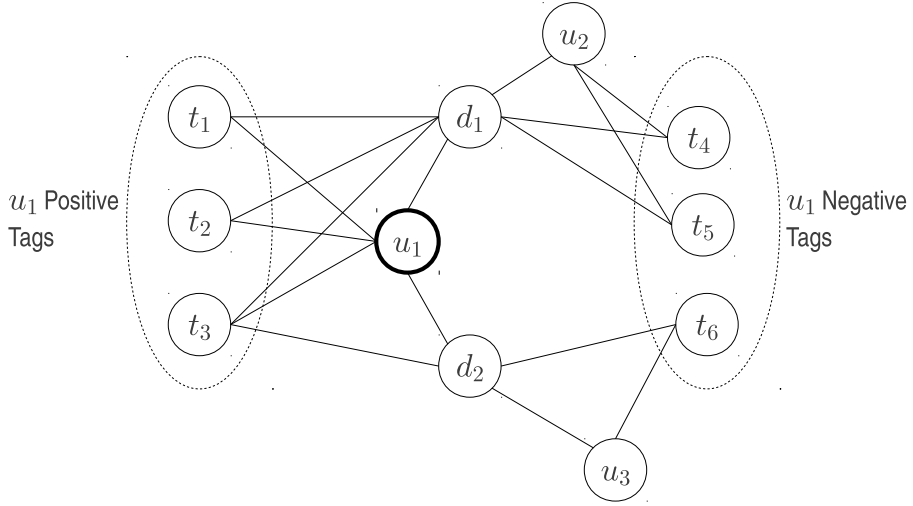 u2
t1
d1
t4
u1 Positive
Tags
t2
u1
t5
u1 Negative
Tags
t3
d2
t6
u3